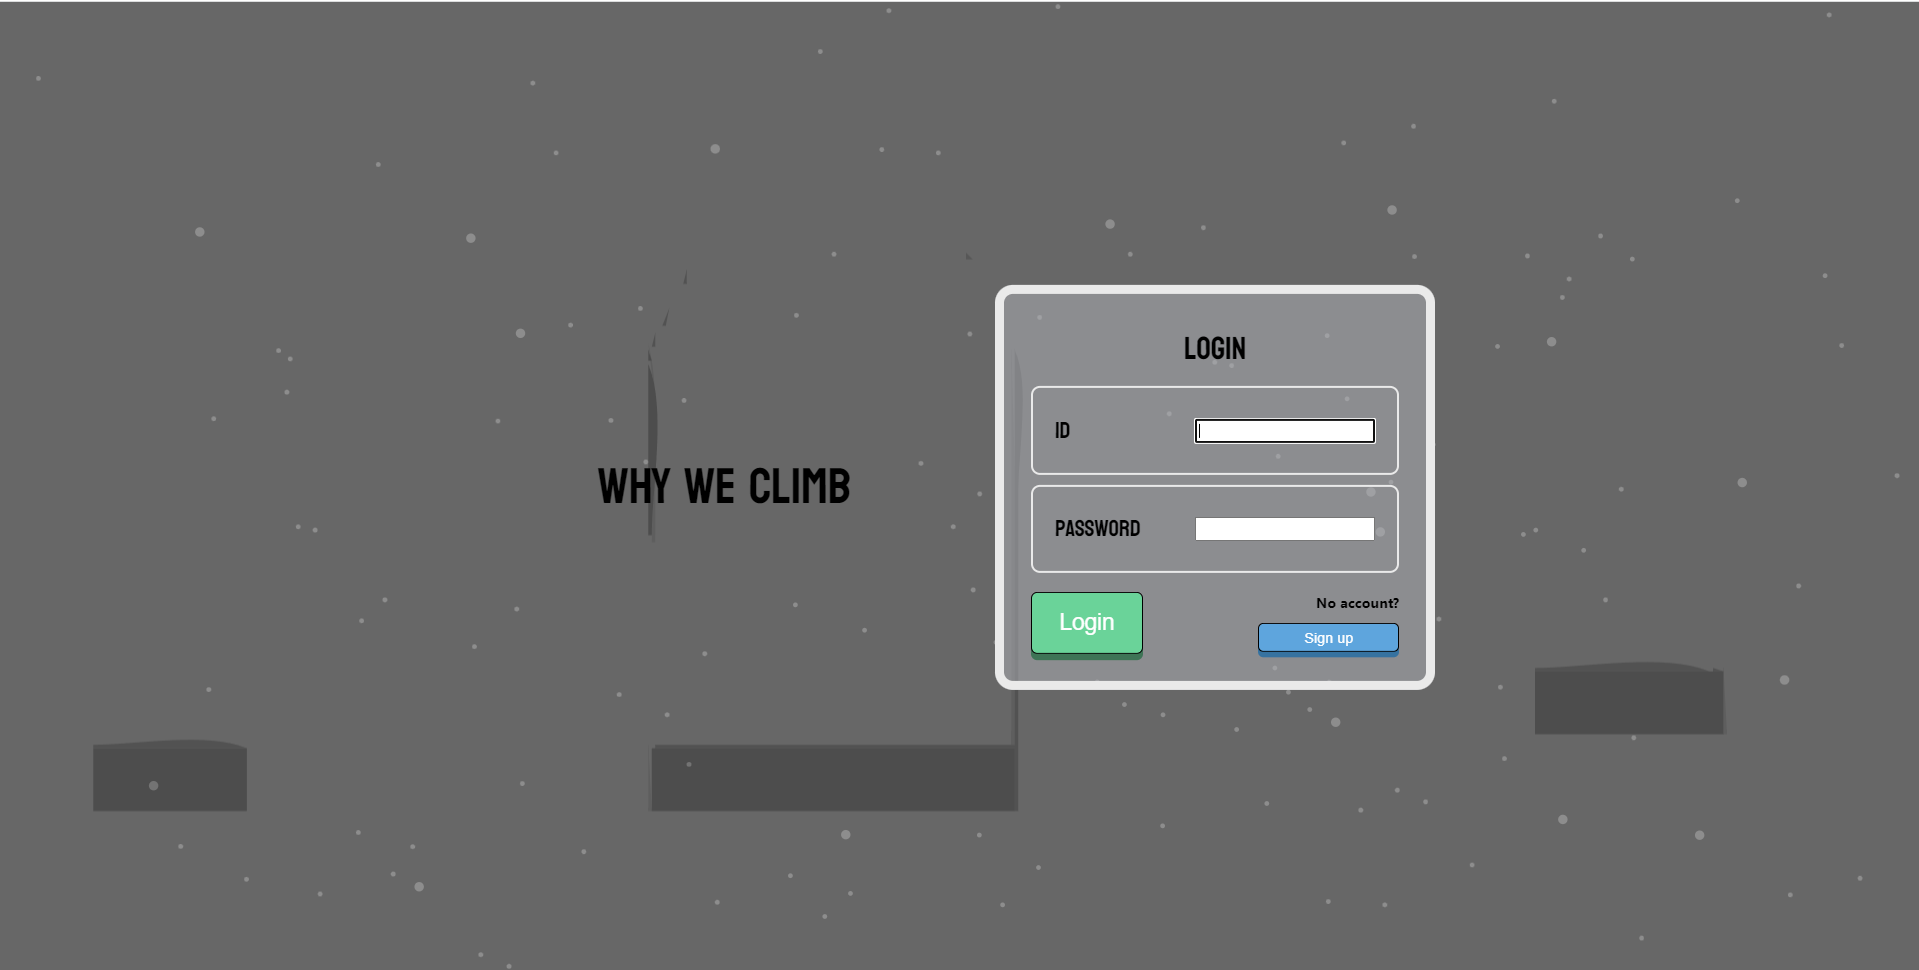 WHY WE CLIMB
LOGIN
ID
PASSWORD
Login
No account?
Sign up